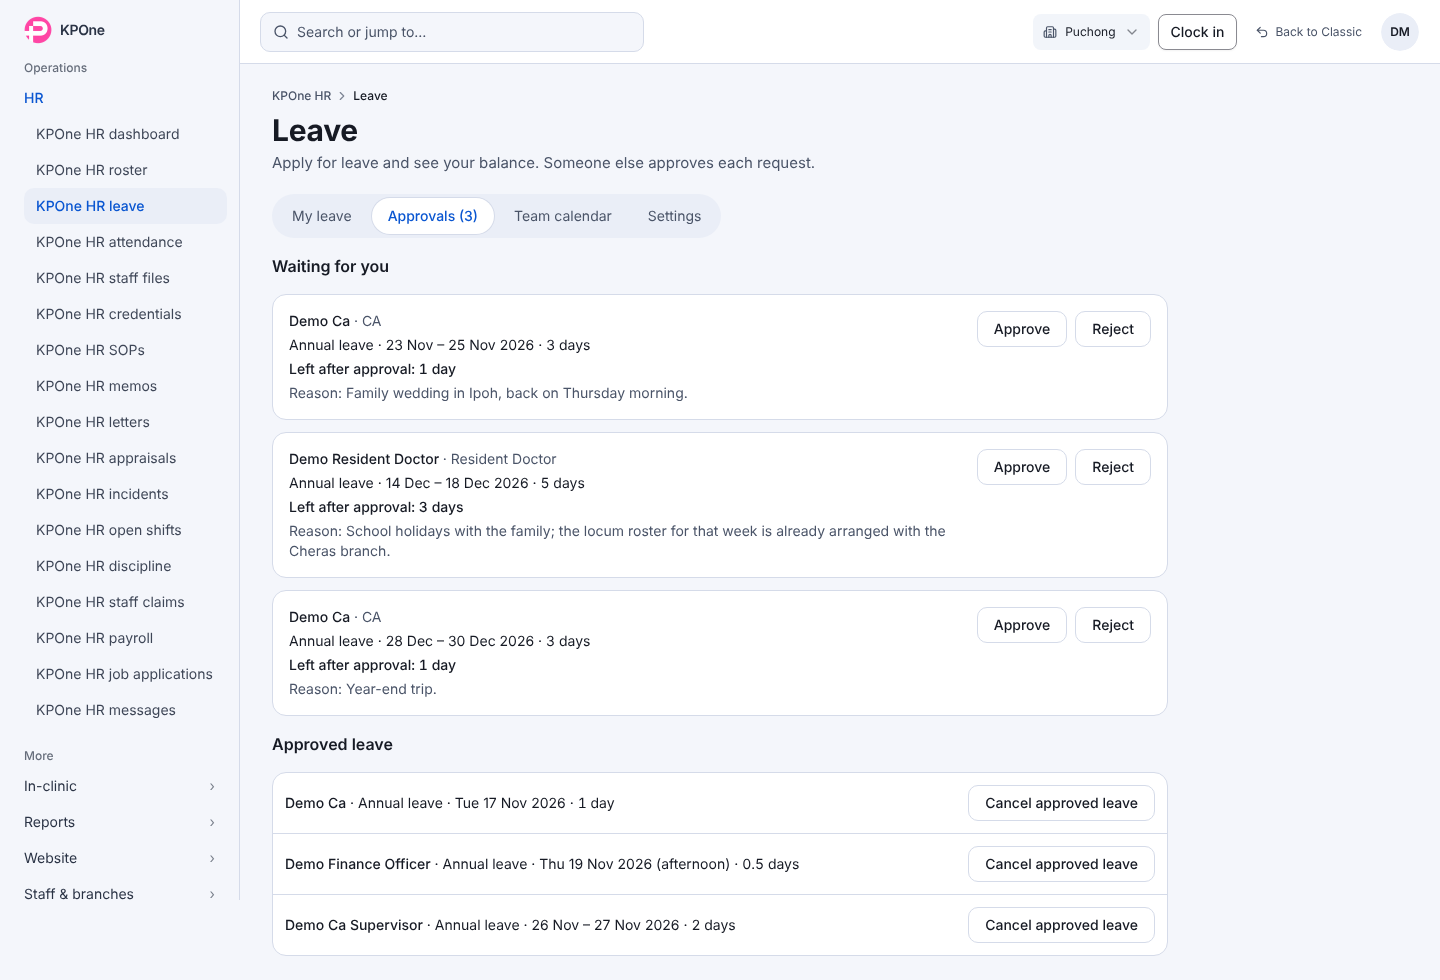 KPOne
Operations
HR
KPOne HR dashboard
KPOne HR roster
KPOne HR leave
KPOne HR attendance
KPOne HR staff files
KPOne HR credentials
KPOne HR SOPs
KPOne HR memos
KPOne HR letters
KPOne HR appraisals
KPOne HR incidents
KPOne HR open shifts
KPOne HR discipline
KPOne HR staff claims
KPOne HR payroll
KPOne HR job applications
KPOne HR messages
More
In-clinic
Reports
Website
Staff & branches
Search or jump to...
Puchong
Clock in
Back to Classic
DM
KPOne HR > Leave
Leave
Apply for leave and see your balance. Someone else approves each request.
My leave
Approvals (3)
Team calendar
Settings
Waiting for you
Demo Ca · CA
Annual leave · 23 Nov – 25 Nov 2026 · 3 days
Left after approval: 1 day
Reason: Family wedding in Ipoh, back on Thursday morning.
Approve
Reject
Demo Resident Doctor · Resident Doctor
Annual leave · 14 Dec – 18 Dec 2026 · 5 days
Left after approval: 3 days
Reason: School holidays with the family; the locum roster for that week is already arranged with the
Cheras branch.
Approve
Reject
Demo Ca · CA
Annual leave · 28 Dec – 30 Dec 2026 · 3 days
Left after approval: 1 day
Reason: Year-end trip.
Approve
Reject
Approved leave
Demo Ca · Annual leave · Tue 17 Nov 2026 · 1 day
Cancel approved leave
Demo Finance Officer · Annual leave · Thu 19 Nov 2026 (afternoon) · 0.5 days
Cancel approved leave
Demo Ca Supervisor · Annual leave · 26 Nov – 27 Nov 2026 · 2 days
Cancel approved leave